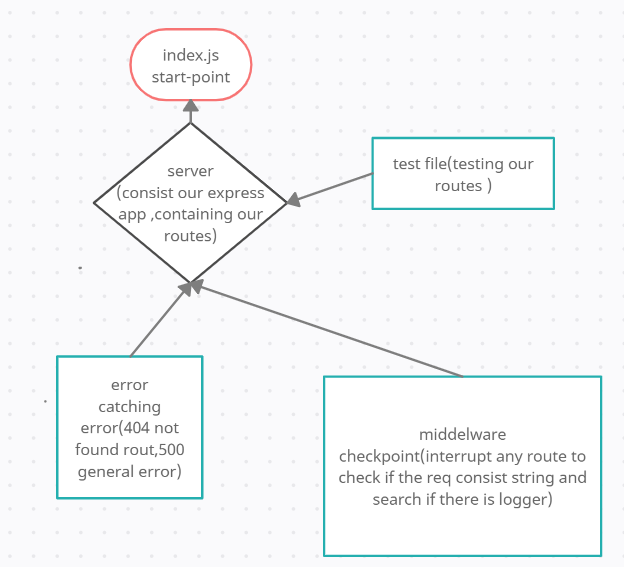 index.js
start-point
server
(consist our express
app ,containing our
routes)
test file(testing our
routes )
error
catching
error(404 not
found rout,500
general error)
middelware
checkpoint(interrupt any route to
check if the req consist string and
search if there is logger)